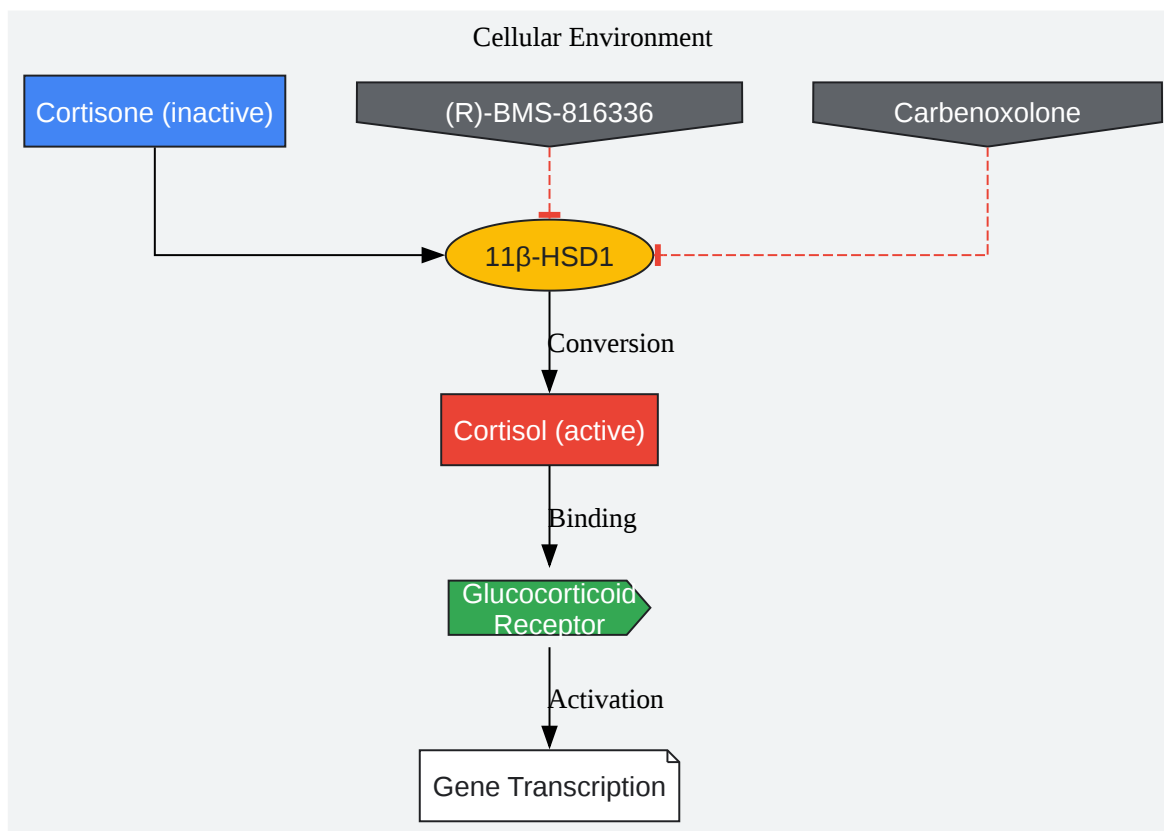 Cellular Environment
Cortisone (inactive)
(R)-BMS-816336
Carbenoxolone
11β-HSD1
Conversion
Cortisol (active)
Binding
Glucocorticoid
Receptor
Activation
Gene Transcription